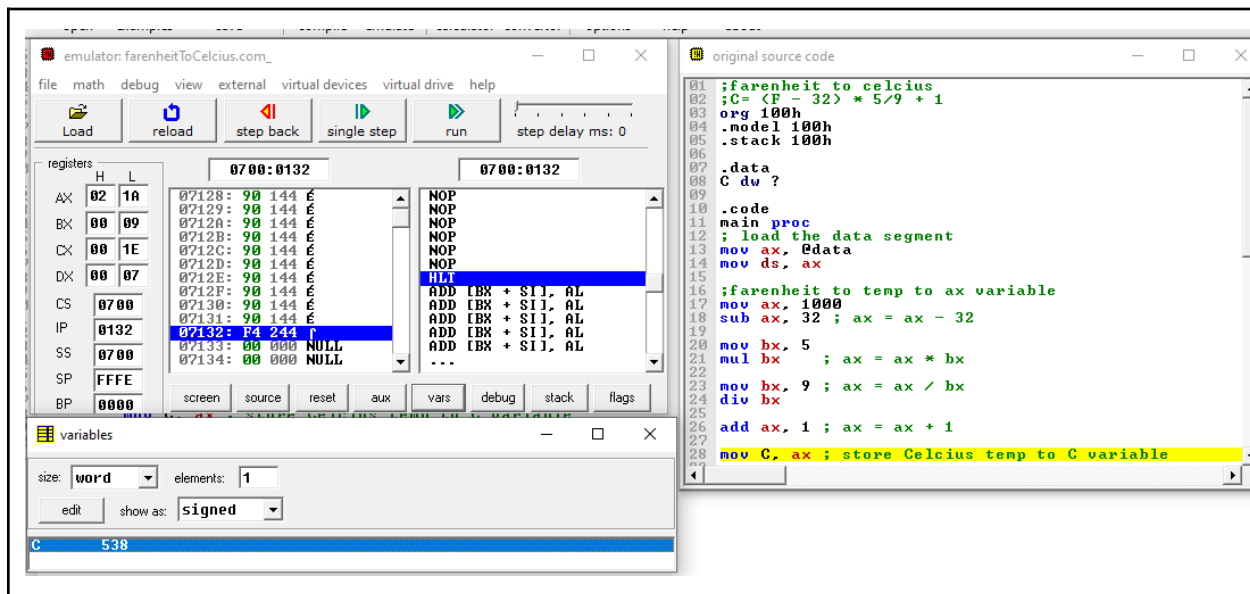 open examples save compile emulate calculator convertor options help about
emulator: farenheitToCelcius.com_
file math debug view external virtual devices virtual drive help
Load reload step back single step run step delay ms: 0
registers
H L
0700:0132 0700:0132
AX 02 1A
BX 00 09
CX 00 1E
DX 00 07
CS 0700
IP 0132
SS 0700
SP FFFE
BP 0000
07128: 90 144 É
07129: 90 144 É
0712A: 90 144 É
0712B: 90 144 É
0712C: 90 144 É
0712D: 90 144 É
0712E: 90 144 É
0712F: 90 144 É
07130: 90 144 É
07131: 90 144 É
07132: F4 244 ⌠
07133: 00 000 NULL
07134: 00 000 NULL
NOP
NOP
NOP
NOP
NOP
NOP
HLT
ADD [BX + SI], AL
ADD [BX + SI], AL
ADD [BX + SI], AL
ADD [BX + SI], AL
ADD [BX + SI], AL
...
screen source reset aux vars debug stack flags
variables
size: word elements: 1
edit show as: signed
C 538
original source code
01 ;farenheit to celcius
02 ;C= (F - 32) * 5/9 + 1
03 org 100h
04 .model 100h
05 .stack 100h
06
07 .data
08 C dw ?
09
10 .code
11 main proc
12 ; load the data segment
13 mov ax, @data
14 mov ds, ax
15
16 ;farenheit to temp to ax variable
17 mov ax, 1000
18 sub ax, 32 ; ax = ax - 32
19
20 mov bx, 5
21 mul bx ; ax = ax * bx
22
23 mov bx, 9 ; ax = ax / bx
24 div bx
25
26 add ax, 1 ; ax = ax + 1
27
28 mov C, ax ; store Celcius temp to C variable